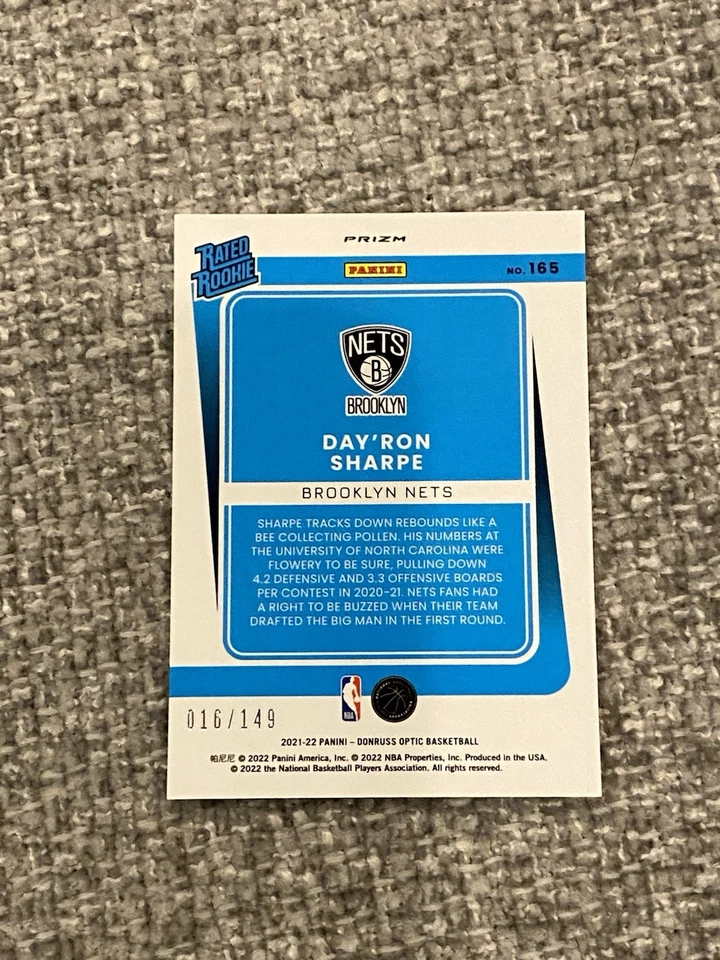 PRIZM
RATED
ROOKIE
PANINI
NO. 165
NETS
B
BROOKLYN
DAY'RON
SHARPE
BROOKLYN NETS
SHARPE TRACKS DOWN REBOUNDS LIKE A
BEE COLLECTING POLLEN. HIS NUMBERS AT
THE UNIVERSITY OF NORTH CAROLINA WERE
FLOWERY TO BE SURE, PULLING DOWN
4.2 DEFENSIVE AND 3.3 OFFENSIVE BOARDS
PER CONTEST IN 2020-21. NETS FANS HAD
A RIGHT TO BE BUZZED WHEN THEIR TEAM
DRAFTED THE BIG MAN IN THE FIRST ROUND.
NBA
016/149
2021-22 PANINI – DONRUSS OPTIC BASKETBALL
帕尼尼 © 2022 Panini America, Inc. © 2022 NBA Properties, Inc. Produced in the USA.
© 2022 the National Basketball Players Association. All rights reserved.